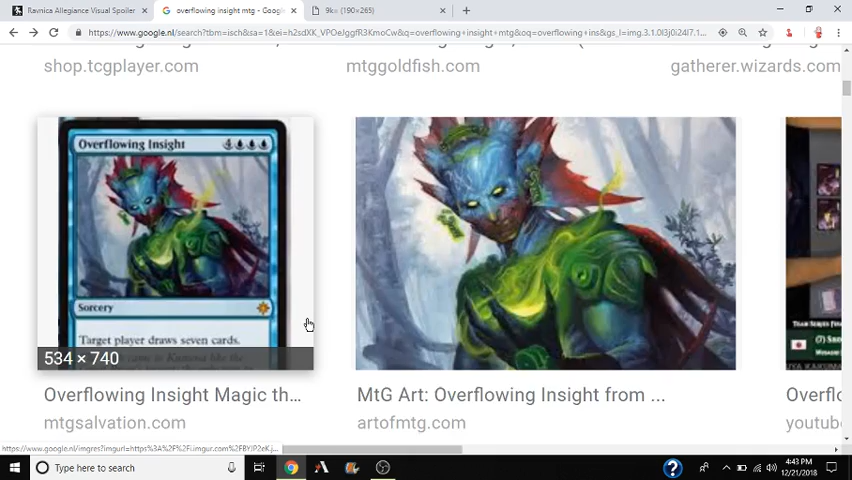 Ravnica Allegiance Visual Spoiler
overflowing insight mtg - Googl
9k= (190×265)
https://www.google.nl/search?tbm=isch&sa=1&ei=h2sdXK_VPOeJggfR3KmoCw&q=overflowing+insight+mtg&oq=overflowing+ins&gs_l=img.3.1.0l3j0i24l7.1...
shop.tcgplayer.com
mtggoldfish.com
gatherer.wizards.com
Overflowing Insight
4
Sorcery
Target player draws seven cards.
534 × 740
(7) Sno
Overflowing Insight Magic th...
MtG Art: Overflowing Insight from ...
Overfl
mtgsalvation.com
artofmtg.com
youtub
Type here to search
4:43 PM
12/21/2018